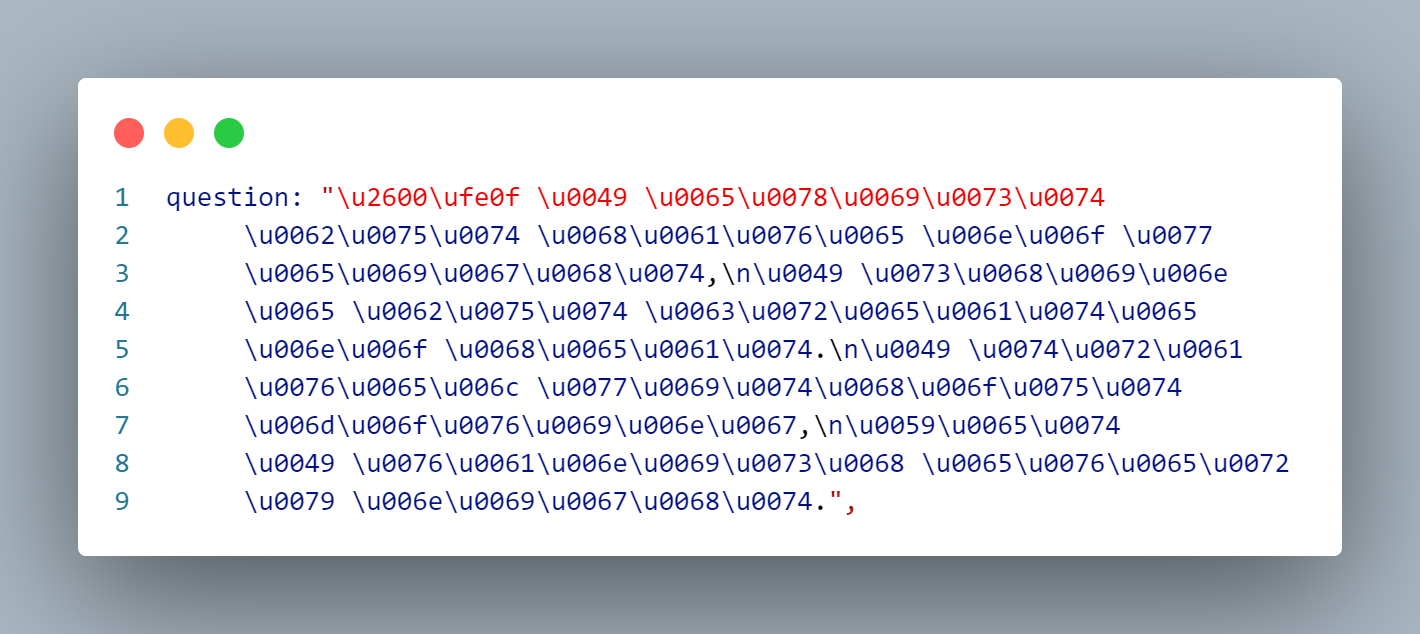 1 question: "\u2600\ufe0f \u0049 \u0065\u0078\u0069\u0073\u0074
2 \u0062\u0075\u0074 \u0068\u0061\u0076\u0065 \u006e\u006f \u0077
3 \u0065\u0069\u0067\u0068\u0074,\n\u0049 \u0073\u0068\u0069\u006e
4 \u0065 \u0062\u0075\u0074 \u0063\u0072\u0065\u0061\u0074\u0065
5 \u006e\u006f \u0068\u0065\u0061\u0074.\n\u0049 \u0074\u0072\u0061
6 \u0076\u0065\u006c \u0077\u0069\u0074\u0068\u006f\u0075\u0074
7 \u006d\u006f\u0076\u0069\u006e\u0067,\n\u0059\u0065\u0074
8 \u0049 \u0076\u0061\u006e\u0069\u0073\u0068 \u0065\u0076\u0065\u0072
9 \u0079 \u006e\u0069\u0067\u0068\u0074.",